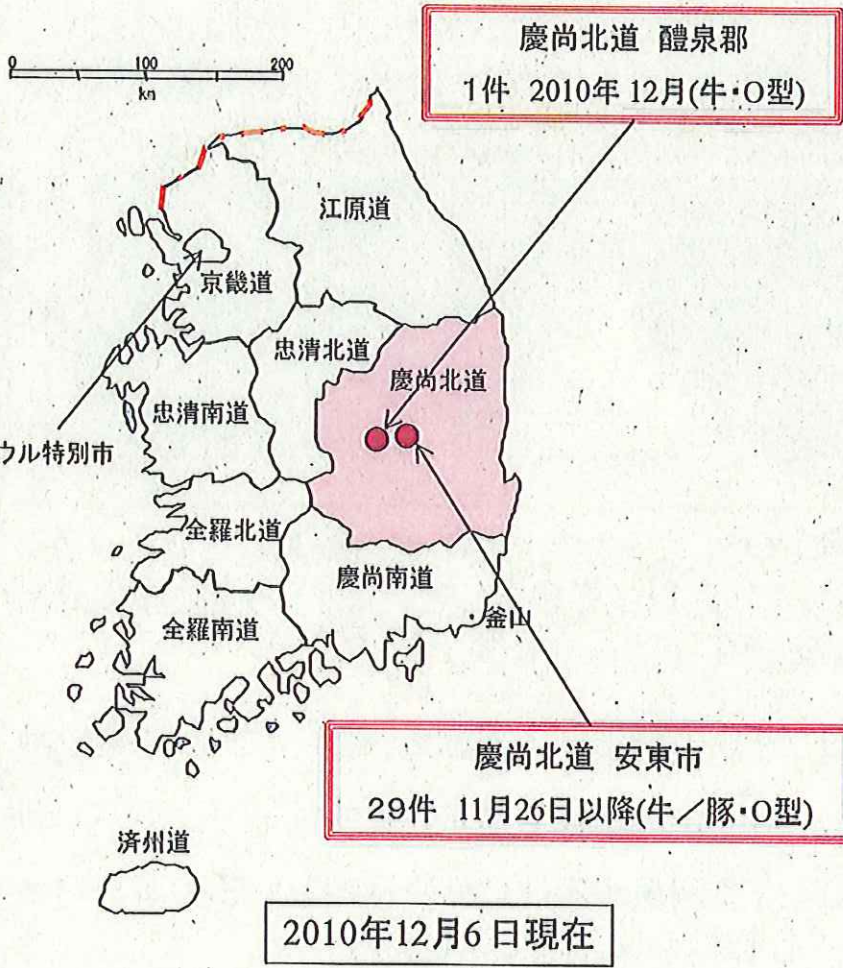 慶尚北道 醴泉郡
1件 2010年 12月(牛・O型)
0 100 200
km
江原道
京畿道
忠清北道
慶尚北道
忠清南道
ウル特別市
全羅北道
慶尚南道
釜山
全羅南道
慶尚北道 安東市
29件 11月26日以降(牛/豚・O型)
済州道
2010年12月6日現在